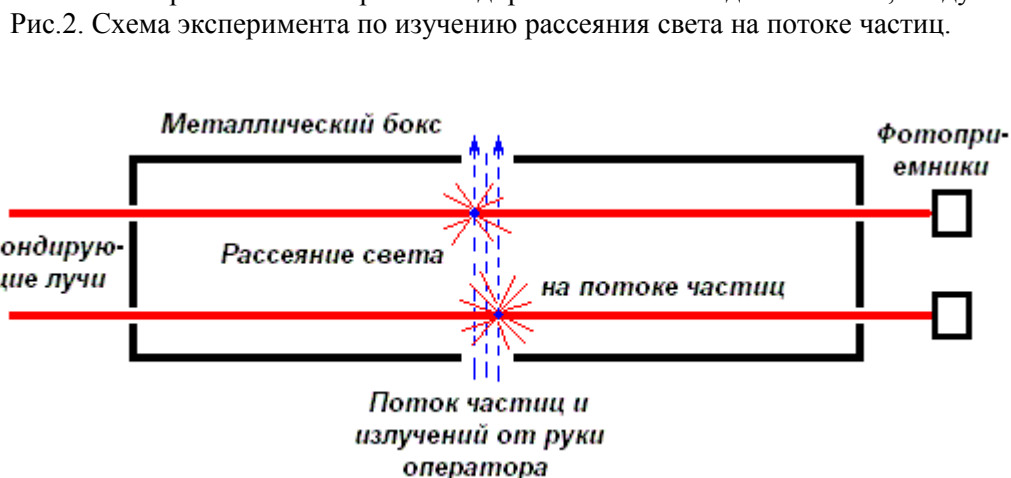 Рис.2. Схема эксперимента по изучению рассеяния света на потоке частиц.
Металлический бокс
Фотопри-
емники
ондирую-
щие лучи
Рассеяние света
на потоке частиц
Поток частиц и
излучений от руки
оператора